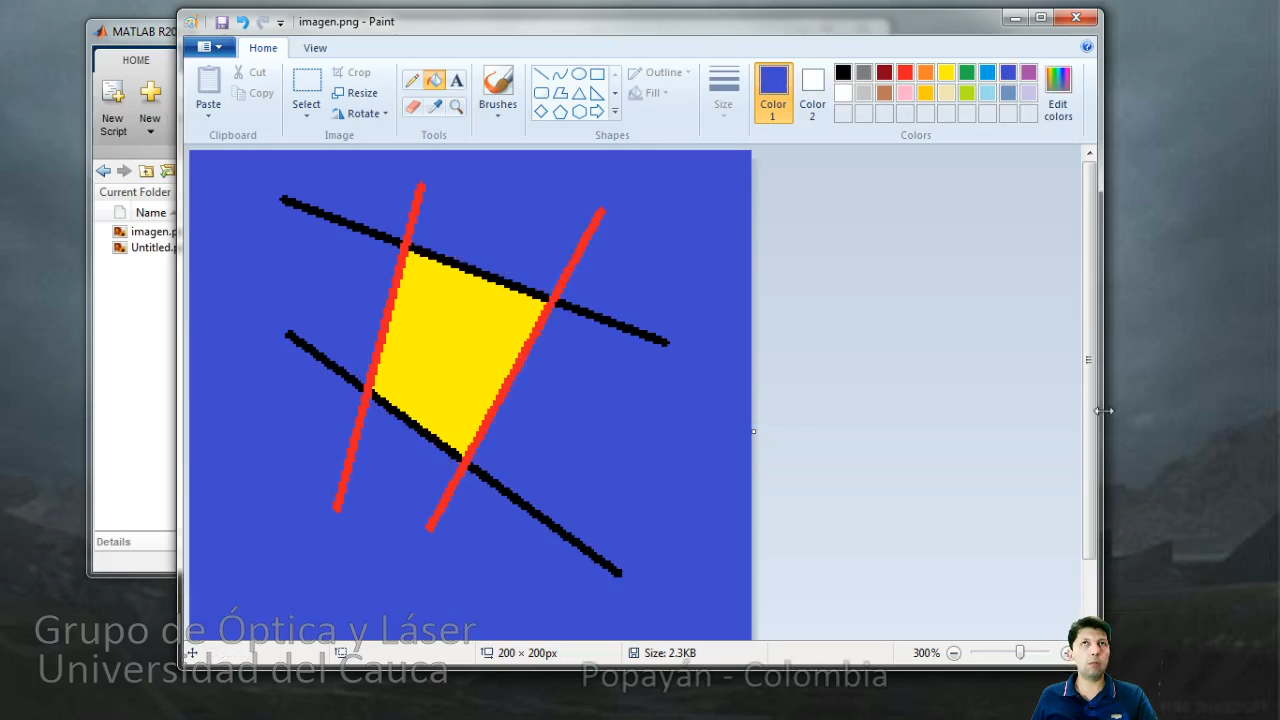 MATLAB R20
HOME
New
Script
New
Current Folder
Name
imagen.p
Untitled.p
Details
imagen.png - Paint
Home
View
Paste
Cut
Copy
Clipboard
Select
Crop
Resize
Rotate
Image
A
Tools
Brushes
Outline
Fill
Shapes
Size
Color
1
Color
2
Edit
colors
Colors
200 × 200px
Size: 2.3KB
300%
Grupo de Óptica y Láser
Universidad del Cauca
Popayán - Colombia